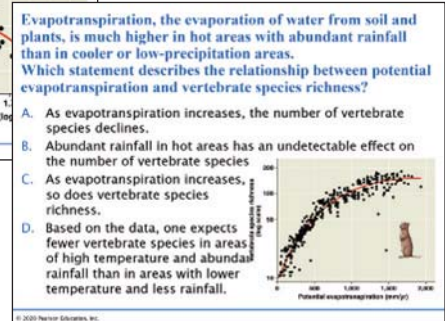 Evapotranspiration, the evaporation of water from soil and
plants, is much higher in hot areas with abundant rainfall
than in cooler or low-precipitation areas.
Which statement describes the relationship between potential
evapotranspiration and vertebrate species richness?
A. As evapotranspiration increases, the number of vertebrate
species declines.
B. Abundant rainfall in hot areas has an undetectable effect on
the number of vertebrate species
C. As evapotranspiration increases,
so does vertebrate species
richness.
D. Based on the data, one expects
fewer vertebrate species in areas
of high temperature and abundan
rainfall than in areas with lower
temperature and less rainfall.
Vertebrate species richness
(log scale)
200
100
50
10
0
500
1,000
1,500
2,000
Potential evapotranspiration (mm/yr)
© 2020 Pearson Education, Inc.